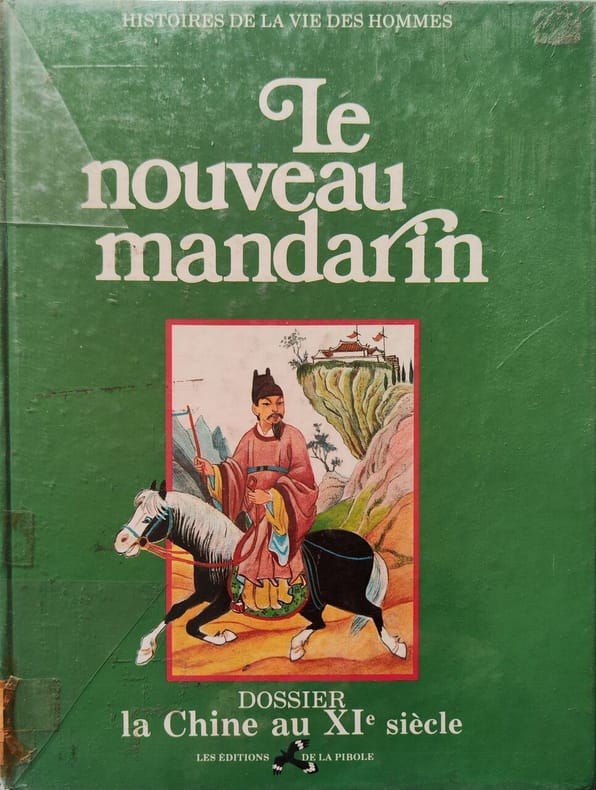 HISTOIRES DE LA VIE DES HOMMES
Le
nouveau
mandarin
DOSSIER
la Chine au XIe siècle
LES ÉDITIONS DE LA PIBOLE